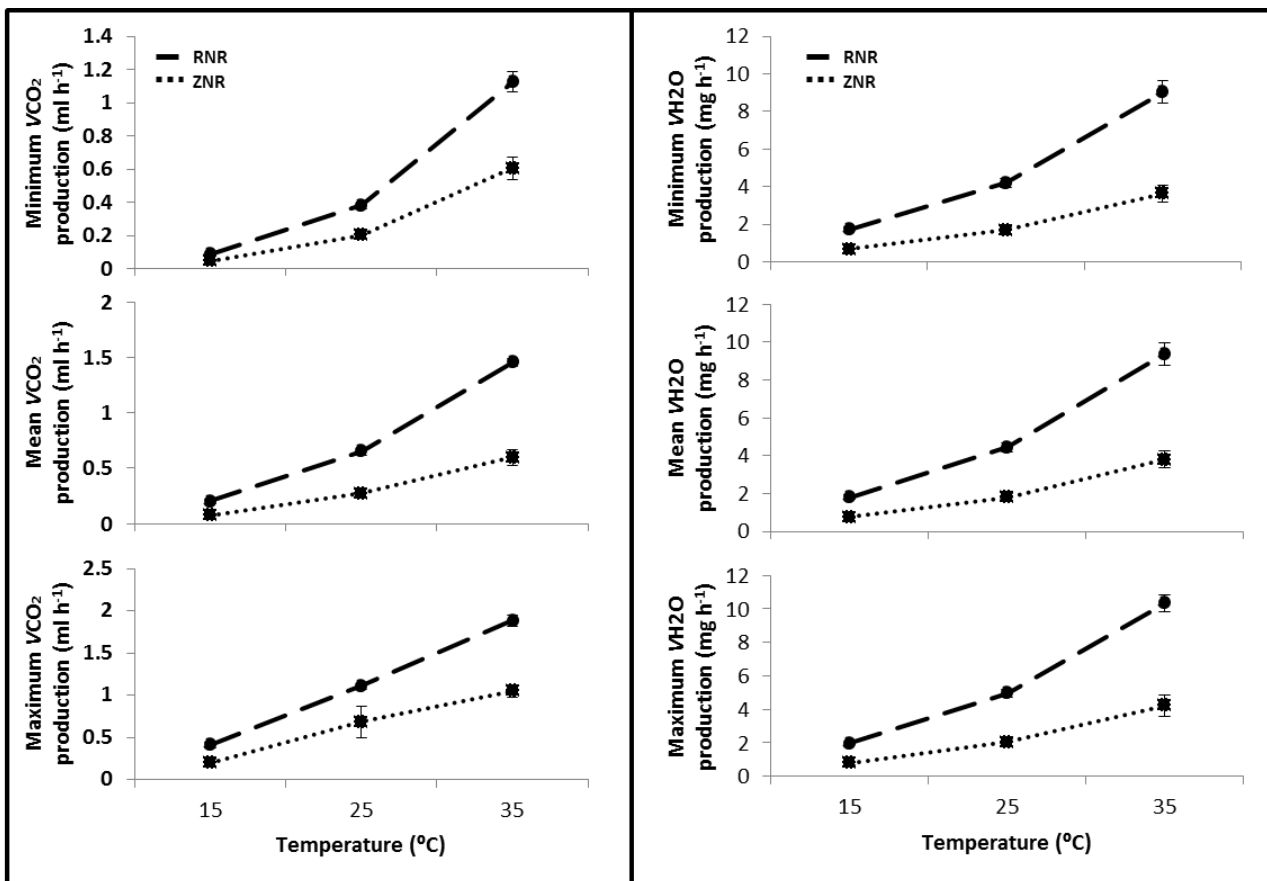 Minimum VCO₂
production (ml h⁻¹)
1.4
1.2
1
0.8
0.6
0.4
0.2
0
RNR
ZNR
Mean VCO₂
production (ml h⁻¹)
2
1.5
1
0.5
0
Maximum VCO₂
production (ml h⁻¹)
2.5
2
1.5
1
0.5
0
15 25 35
Temperature (⁰C)
Minimum VH2O
production (mg h⁻¹)
12
10
8
6
4
2
0
RNR
ZNR
Mean VH2O
production (mg h⁻¹)
12
10
8
6
4
2
0
Maximum VH2O
production (mg h⁻¹)
12
10
8
6
4
2
0
15 25 35
Temperature (⁰C)